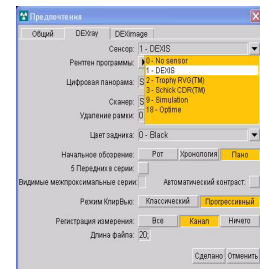 Предпочтения
Общий DEXray DEXimage
Сенсор: 1 - DEXIS
Рентген программы: 0 - No sensor
1 - DEXIS
Цифровая панорама: S 2 - Trophy RVG(TM)
3 - Schick CDR(TM)
Сканер: S 9 - Simulation
Удаление рамки: 0 18 - Optime
Цвет задника: 0 - Black
Начальное обозрение: Рот Хронология Пано
5 Передних в серии:
Видимые межпроксимальные серии: Автоматический контраст:
Режим КлирВью: Классический Прогрессивный
Регистрация измерения: Все Канал Ничего
Длина файла: 20;
Сделано Отменить